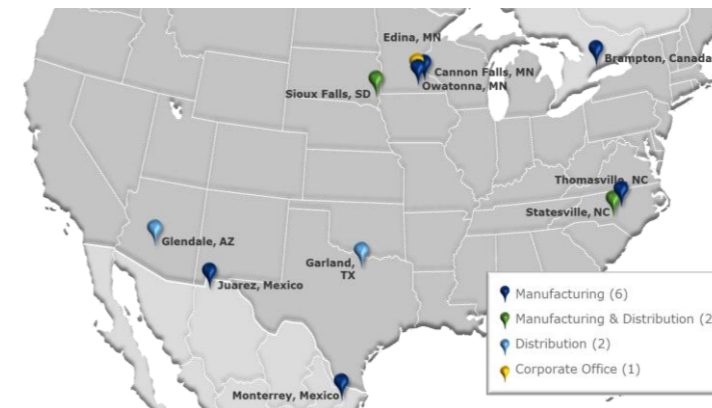 Edina, MN
Brampton, Canada
Cannon Falls, MN
Owatonna, MN
Sioux Falls, SD
Thomasville, NC
Statesville, NC
Glendale, AZ
Garland,
TX
Juarez, Mexico
Monterrey, Mexico
Manufacturing (6)
Manufacturing & Distribution (2
Distribution (2)
Corporate Office (1)